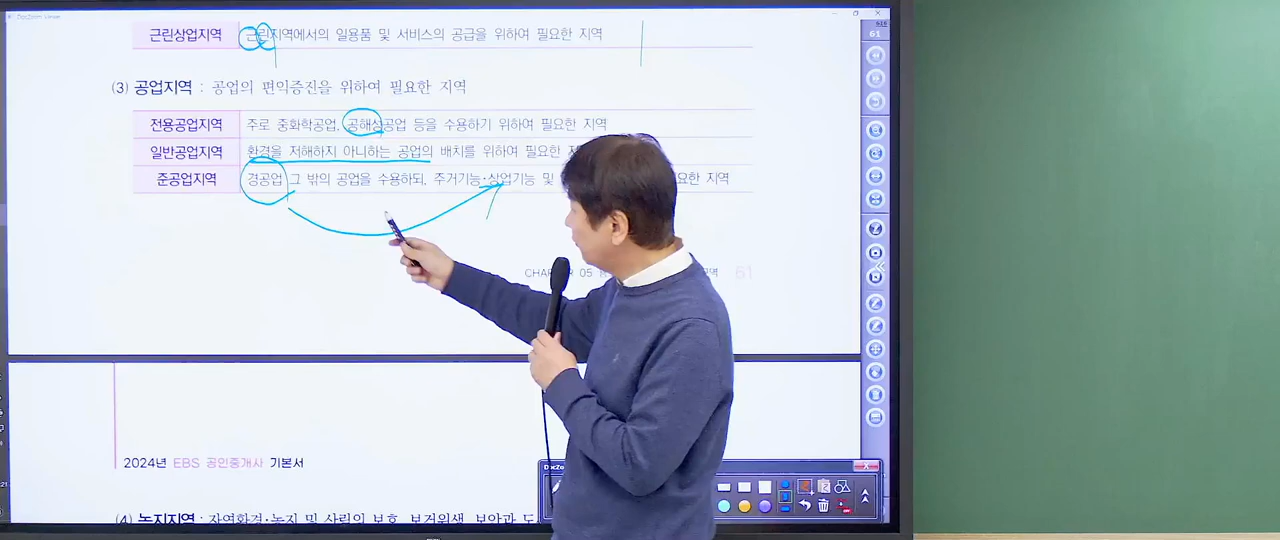 DocZoom Viewer
61
근린상업지역 근린지역에서의 일용품 및 서비스의 공급을 위하여 필요한 지역
(3) 공업지역 : 공업의 편익증진을 위하여 필요한 지역
전용공업지역 주로 중화학공업, 공해성공업 등을 수용하기 위하여 필요한 지역
일반공업지역 환경을 저해하지 아니하는 공업의 배치를 위하여 필요한
준공업지역 경공업 그 밖의 공업을 수용하되, 주거기능·상업기능 및 요한 지역
CHAPTER 05 61
2024년 EBS 공인중개사 기본서
(4) 녹지지역 : 자연환경·농지 및 산림의 보호, 보건위생, 보안과 도